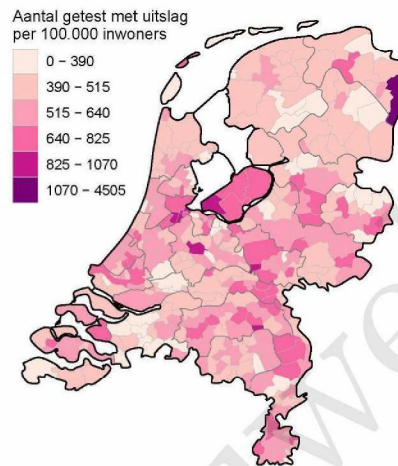 Aantal getest met uitslag
per 100.000 inwoners
0 – 390
390 – 515
515 – 640
640 – 825
825 – 1070
1070 – 4505